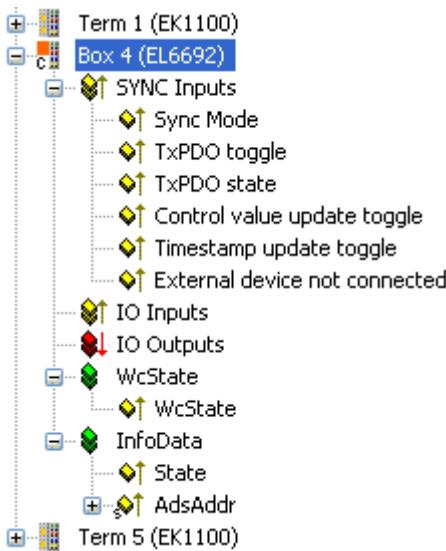 Term 1 (EK1100)
c Box 4 (EL6692)
SYNC Inputs
Sync Mode
TxPDO toggle
TxPDO state
Control value update toggle
Timestamp update toggle
External device not connected
IO Inputs
IO Outputs
WcState
WcState
InfoData
State
s AdsAddr
Term 5 (EK1100)